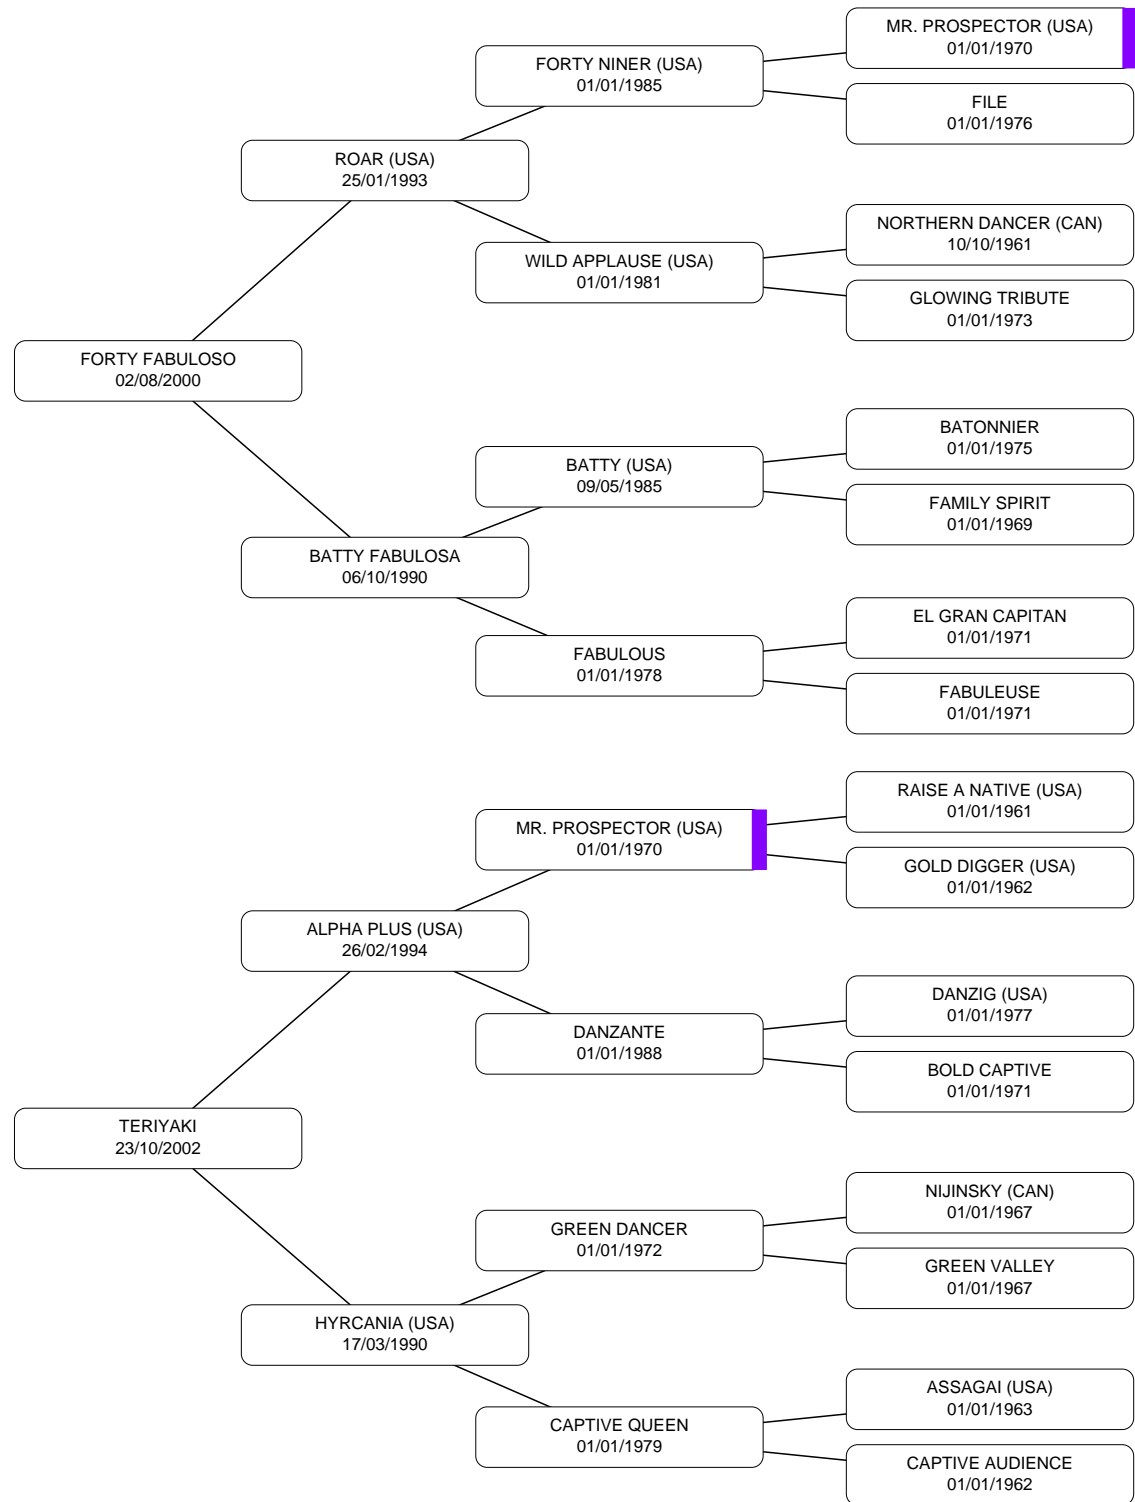 MR. PROSPECTOR (USA)
01/01/1970
FORTY NINER (USA)
01/01/1985
FILE
01/01/1976
ROAR (USA)
25/01/1993
NORTHERN DANCER (CAN)
10/10/1961
WILD APPLAUSE (USA)
01/01/1981
GLOWING TRIBUTE
01/01/1973
FORTY FABULOSO
02/08/2000
BATONNIER
01/01/1975
BATTY (USA)
09/05/1985
FAMILY SPIRIT
01/01/1969
BATTY FABULOSA
06/10/1990
EL GRAN CAPITAN
01/01/1971
FABULOUS
01/01/1978
FABULEUSE
01/01/1971
RAISE A NATIVE (USA)
01/01/1961
MR. PROSPECTOR (USA)
01/01/1970
GOLD DIGGER (USA)
01/01/1962
ALPHA PLUS (USA)
26/02/1994
DANZIG (USA)
01/01/1977
DANZANTE
01/01/1988
BOLD CAPTIVE
01/01/1971
TERIYAKI
23/10/2002
NIJINSKY (CAN)
01/01/1967
GREEN DANCER
01/01/1972
GREEN VALLEY
01/01/1967
HYRCANIA (USA)
17/03/1990
ASSAGAI (USA)
01/01/1963
CAPTIVE QUEEN
01/01/1979
CAPTIVE AUDIENCE
01/01/1962